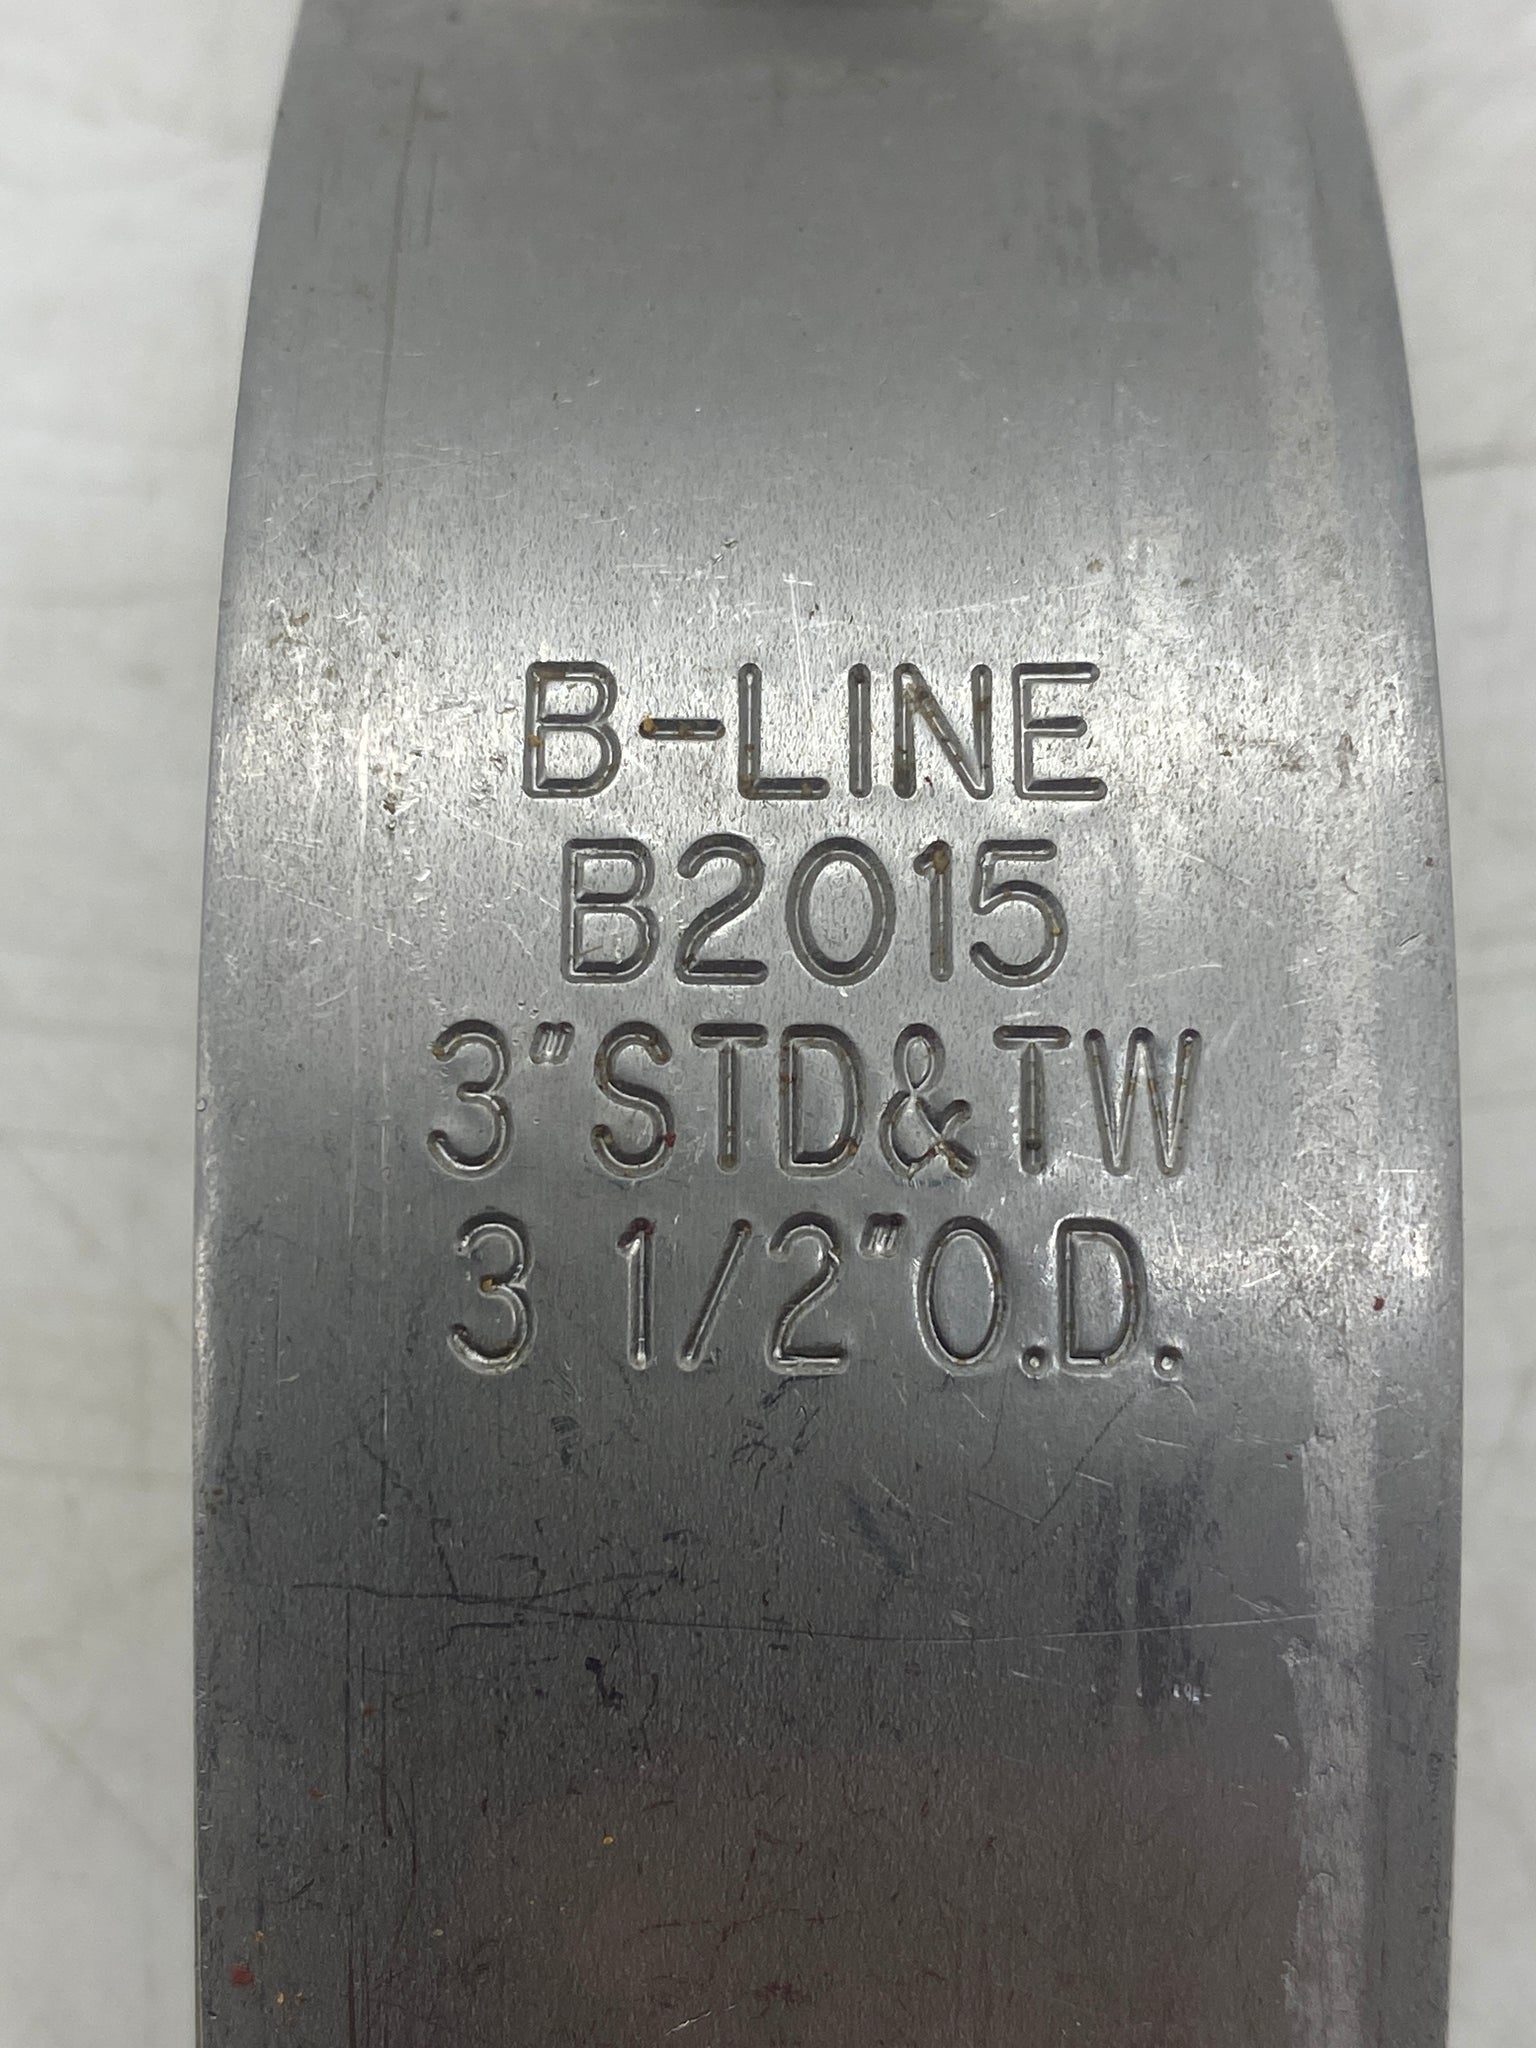 B-LINE
B2015
3"STD&TW
3 1/2"O.D.